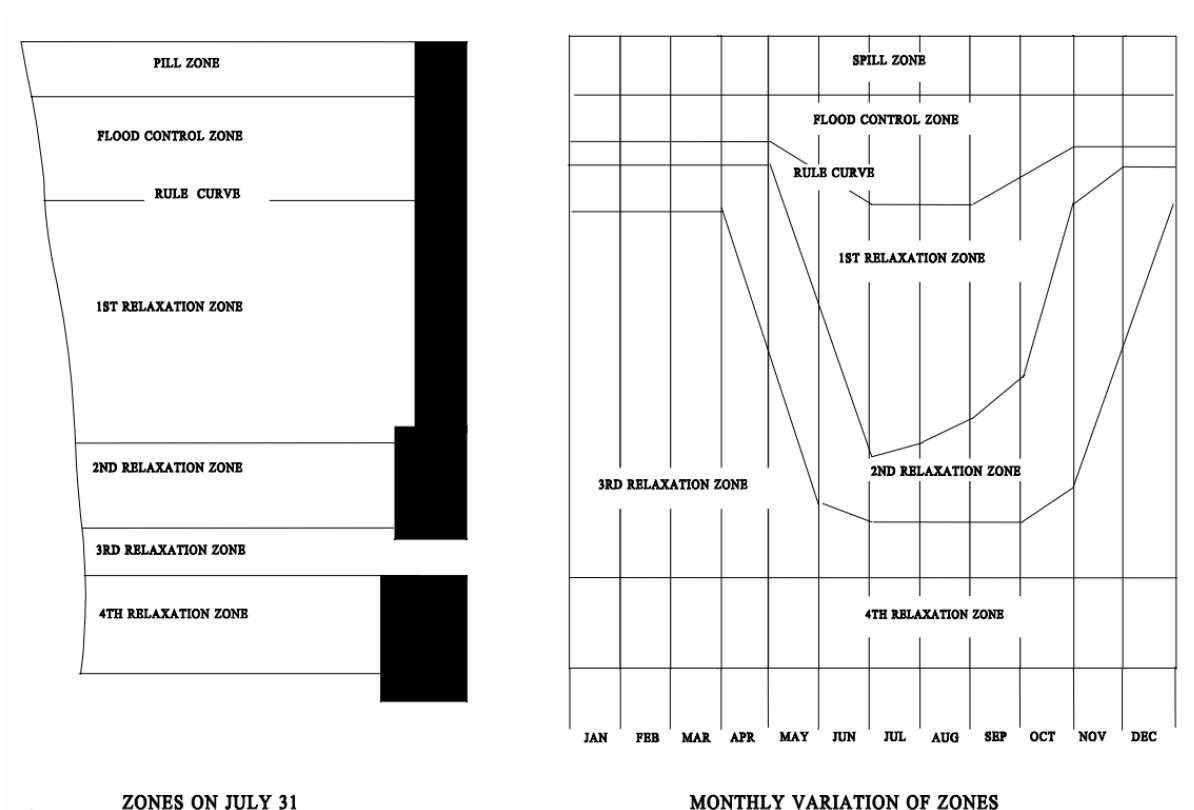 PILL ZONE
FLOOD CONTROL ZONE
RULE CURVE
1ST RELAXATION ZONE
2ND RELAXATION ZONE
3RD RELAXATION ZONE
4TH RELAXATION ZONE
ZONES ON JULY 31
SPILL ZONE
FLOOD CONTROL ZONE
RULE CURVE
1ST RELAXATION ZONE
2ND RELAXATION ZONE
3RD RELAXATION ZONE
4TH RELAXATION ZONE
JAN FEB MAR APR MAY JUN JUL AUG SEP OCT NOV DEC
MONTHLY VARIATION OF ZONES